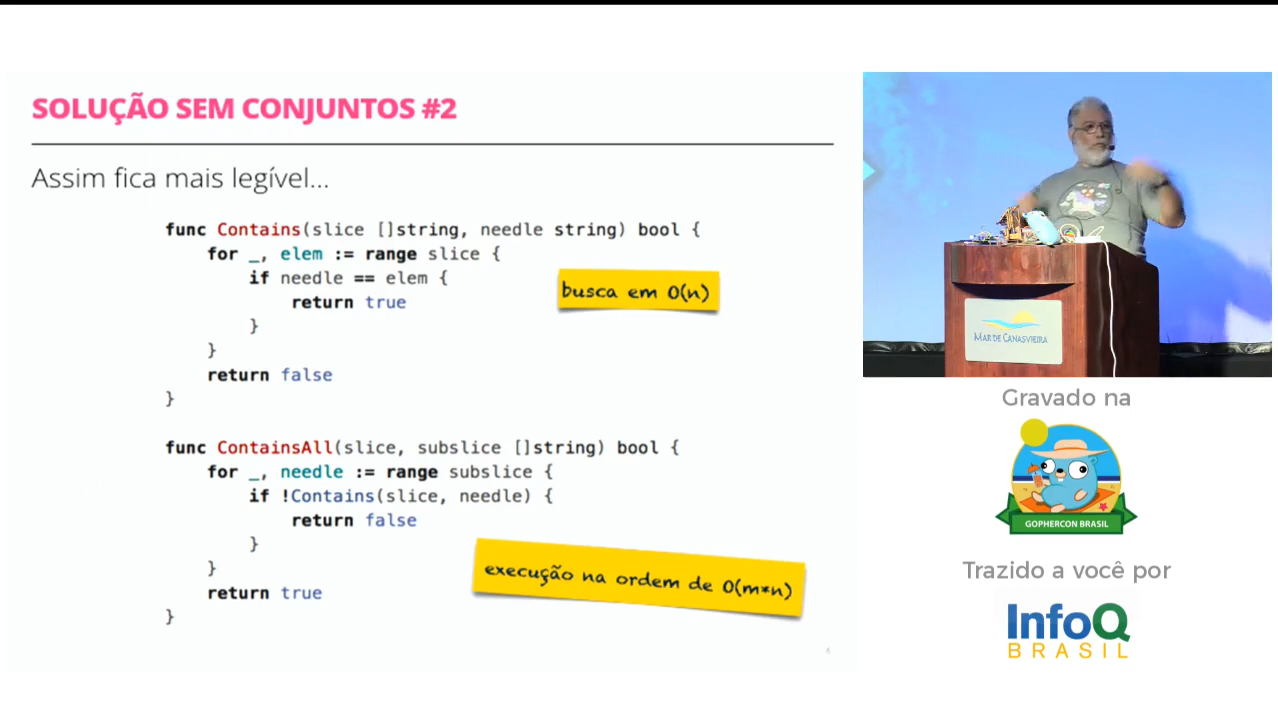 SOLUÇÃO SEM CONJUNTOS #2
Assim fica mais legível...
func Contains(slice []string, needle string) bool {
for _, elem := range slice {
if needle == elem {
return true
}
}
return false
}
busca em O(n)
func ContainsAll(slice, subslice []string) bool {
for _, needle := range subslice {
if !Contains(slice, needle) {
return false
}
}
return true
}
execução na ordem de O(m*n)
MAR DE CANASVIEIRA
Gravado na
GOPHERCON BRASIL
Trazido a você por
InfoQ
BRASIL